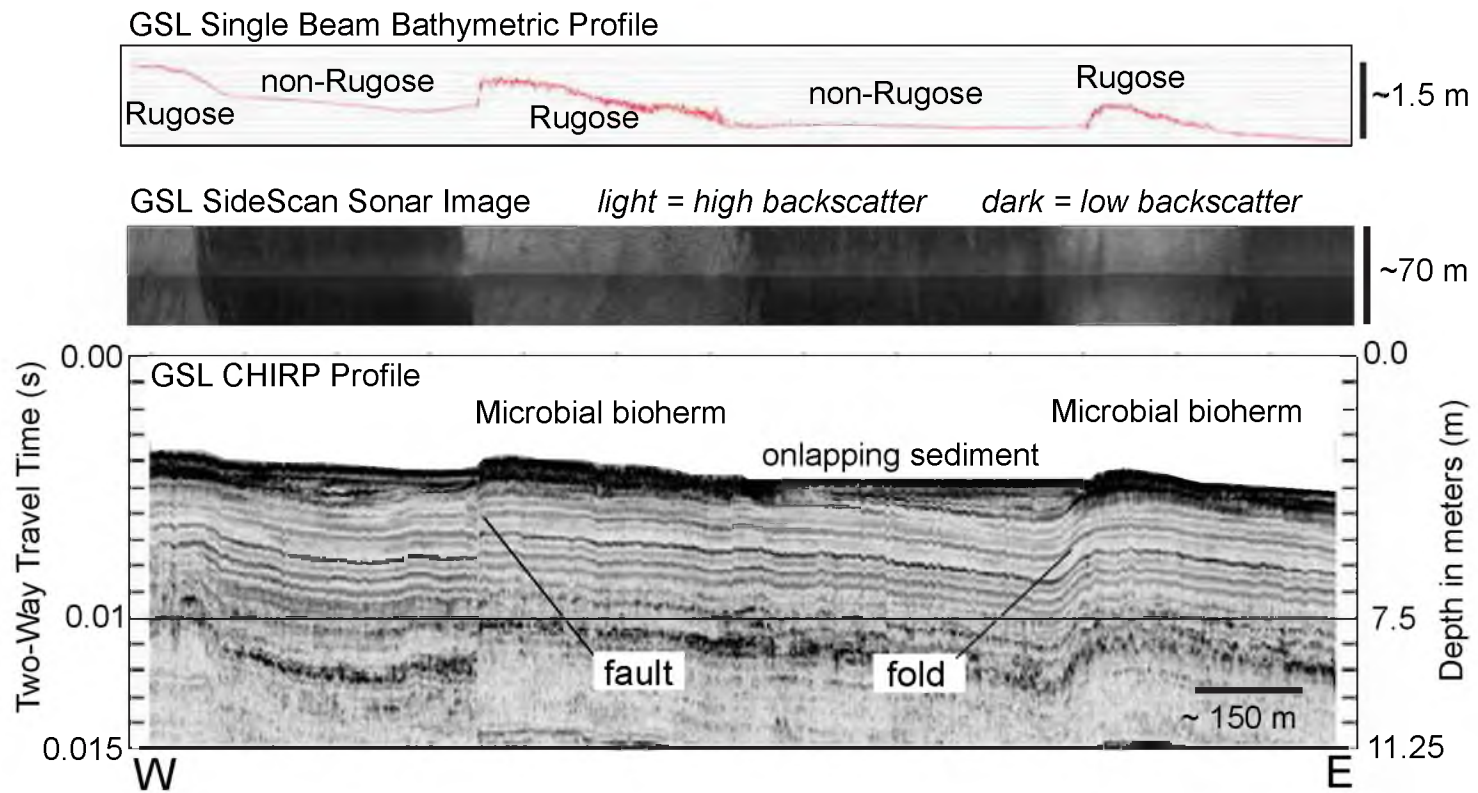 GSL Single Beam Bathymetric Profile
non-Rugose
Rugose
Rugose
non-Rugose
Rugose
~1.5 m
GSL SideScan Sonar Image light = high backscatter dark = low backscatter
~70 m
0.00
0.0
GSL CHIRP Profile
Microbial bioherm
Microbial bioherm
onlapping sediment
Two-Way Travel Time (s)
Depth in meters (m)
0.01
7.5
fault
fold
~ 150 m
0.015
11.25
W
E